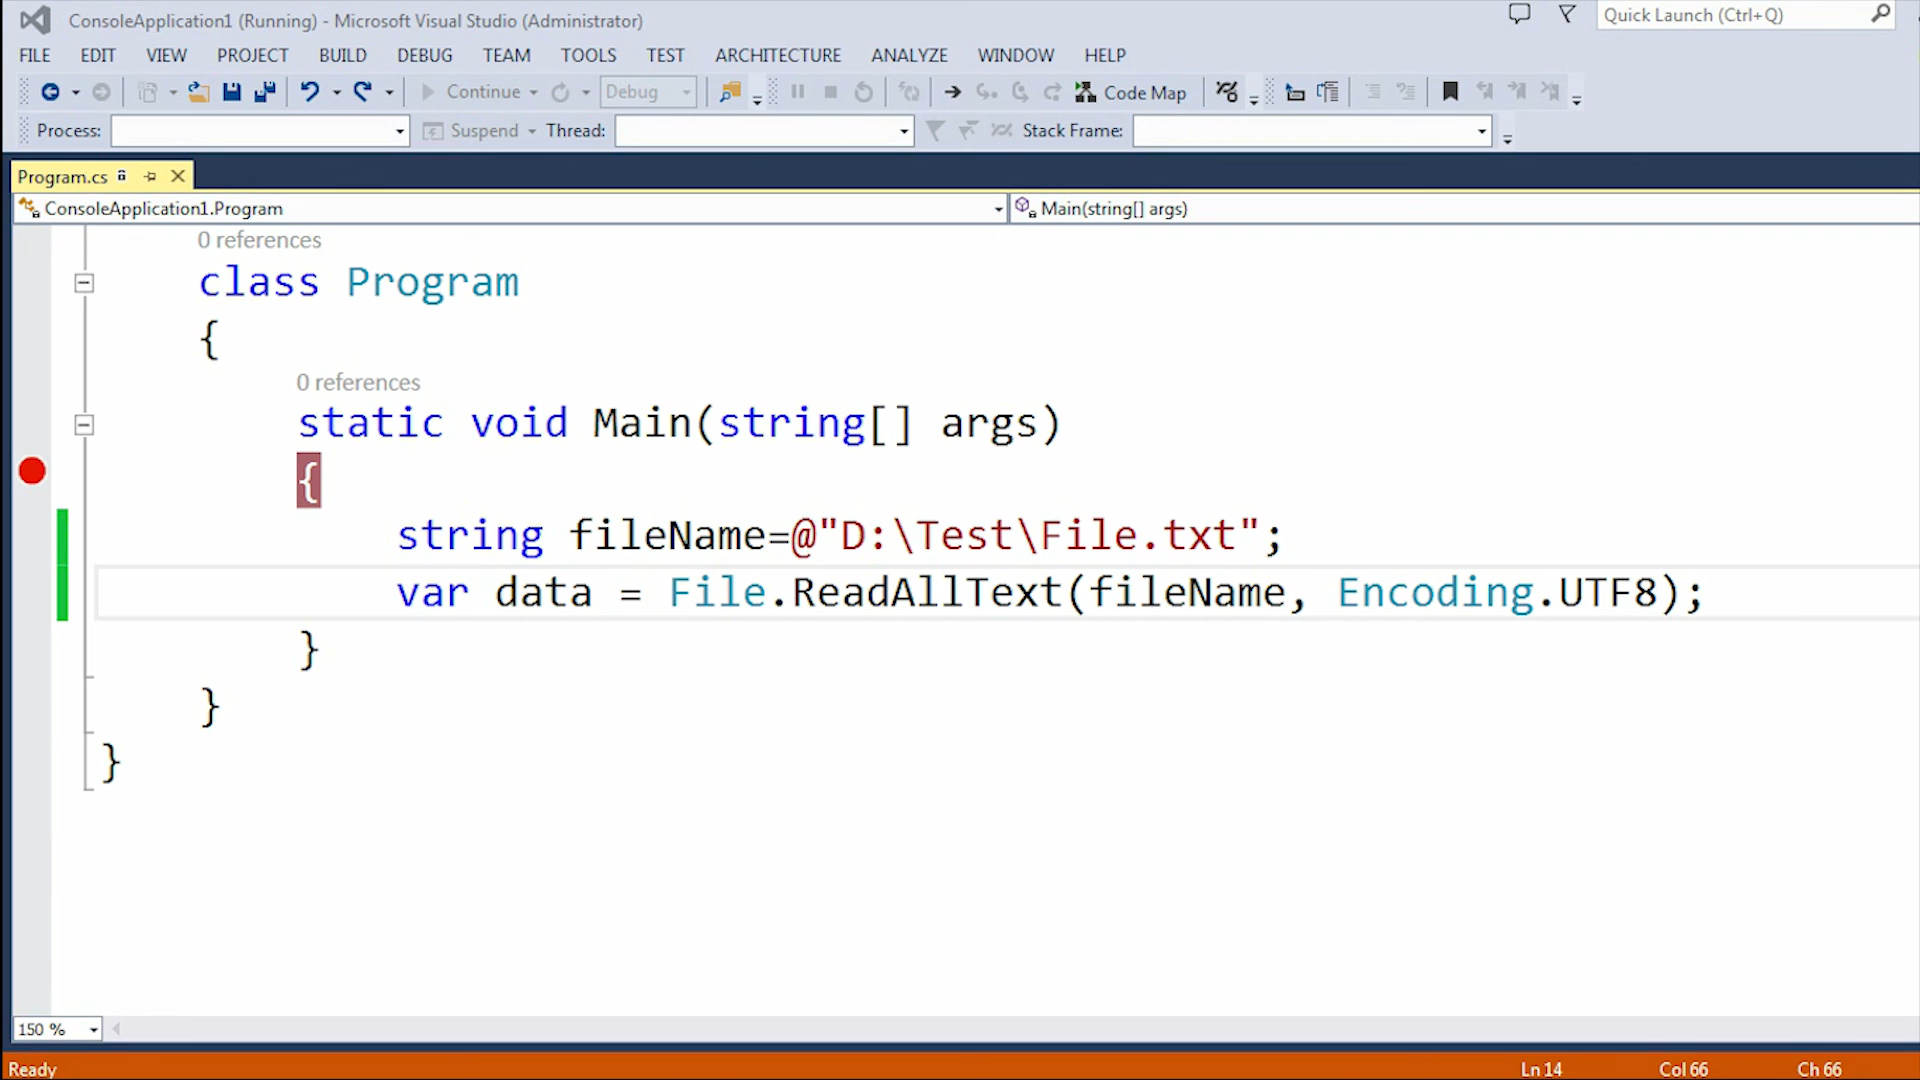 ConsoleApplication1 (Running) - Microsoft Visual Studio (Administrator)
Quick Launch (Ctrl+Q)
FILE EDIT VIEW PROJECT BUILD DEBUG TEAM TOOLS TEST ARCHITECTURE ANALYZE WINDOW HELP
Continue Debug Code Map
Process: Suspend Thread: Stack Frame:
Program.cs
ConsoleApplication1.Program Main(string[] args)
0 references
class Program
{
0 references
static void Main(string[] args)
{
string fileName=@"D:\Test\File.txt";
var data = File.ReadAllText(fileName, Encoding.UTF8);
}
}
}
150 %
Ready Ln 14 Col 66 Ch 66